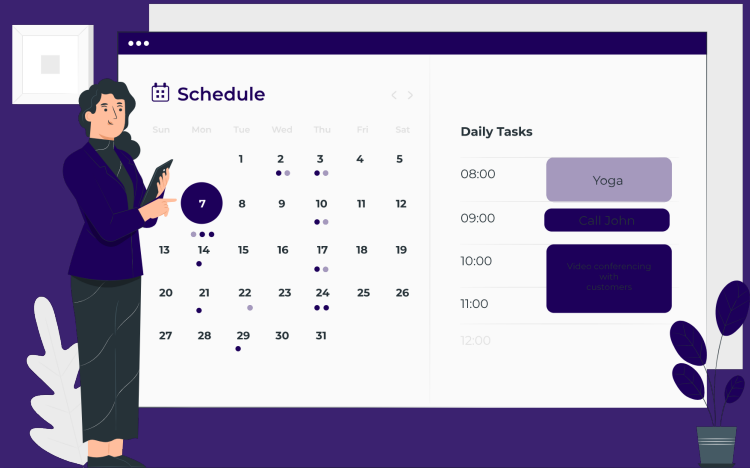 Schedule
Sun Mon Tue Wed Thu Fri Sat
1 2 3 4 5
7 8 9 10 11 12
13 14 15 16 17 18 19
20 21 22 23 24 25 26
27 28 29 30 31
Daily Tasks
08:00
Yoga
09:00
Call John
10:00
Video conferencing
with
customers
11:00
12:00